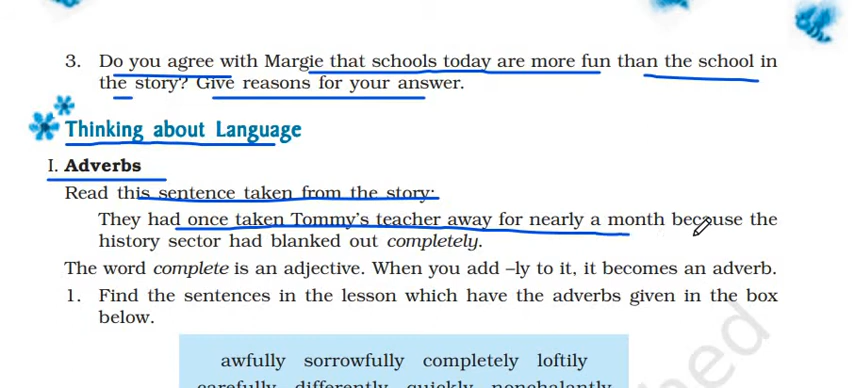 3. Do you agree with Margie that schools today are more fun than the school in
the story? Give reasons for your answer.
Thinking about Language
I. Adverbs
Read this sentence taken from the story:
They had once taken Tommy's teacher away for nearly a month because the
history sector had blanked out completely.
The word complete is an adjective. When you add –ly to it, it becomes an adverb.
1. Find the sentences in the lesson which have the adverbs given in the box
below.
awfully sorrowfully completely loftily
carefully differently quickly nonchalantly